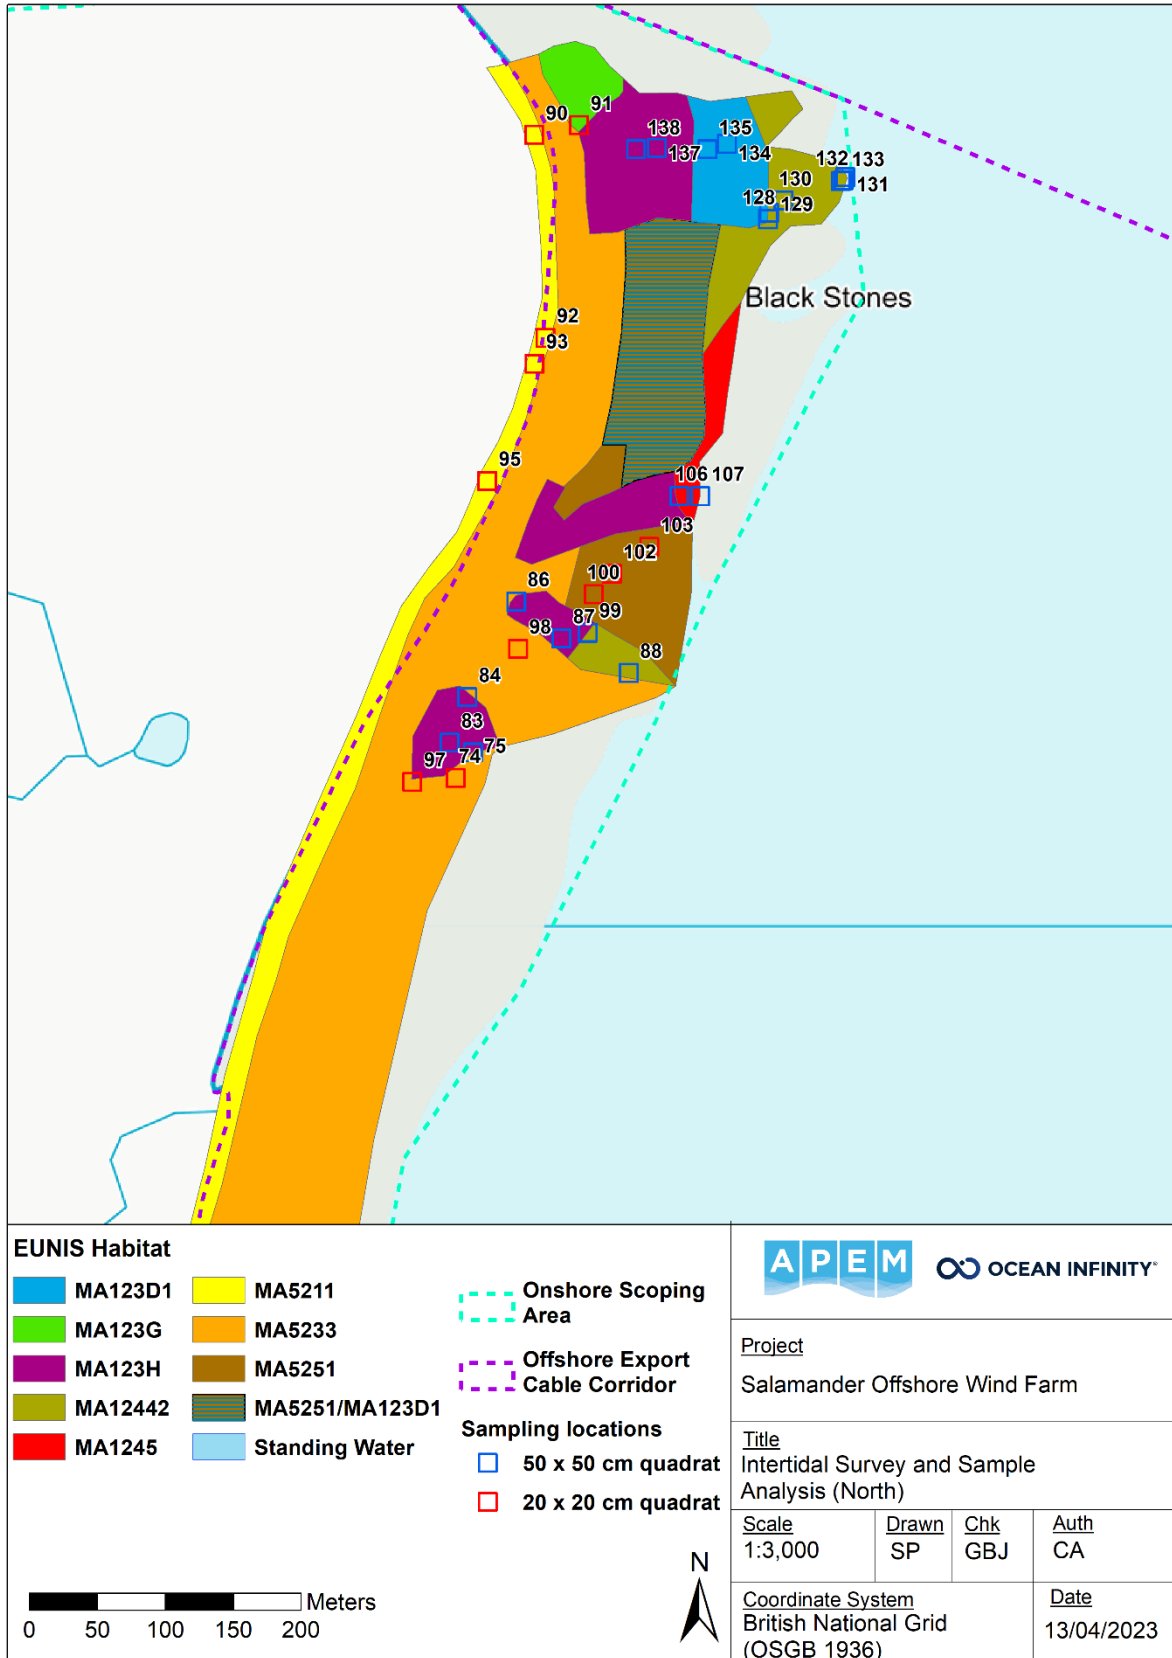 90
91
138
137
135
134
132
133
131
130
128
129
Black Stones
92
93
95
106
107
103
102
100
99
86
87
98
88
84
83
75
74
97
EUNIS Habitat
MA123D1
MA123G
MA123H
MA12442
MA1245
MA5211
MA5233
MA5251
MA5251/MA123D1
Standing Water
Onshore Scoping
Area
Offshore Export
Cable Corridor
Sampling locations
50 x 50 cm quadrat
20 x 20 cm quadrat
N
Meters
0 50 100 150 200
APEM
OCEAN INFINITY®
Project
Salamander Offshore Wind Farm
Title
Intertidal Survey and Sample
Analysis (North)
Scale
1:3,000
Drawn
SP
Chk
GBJ
Auth
CA
Coordinate System
British National Grid
(OSGB 1936)
Date
13/04/2023